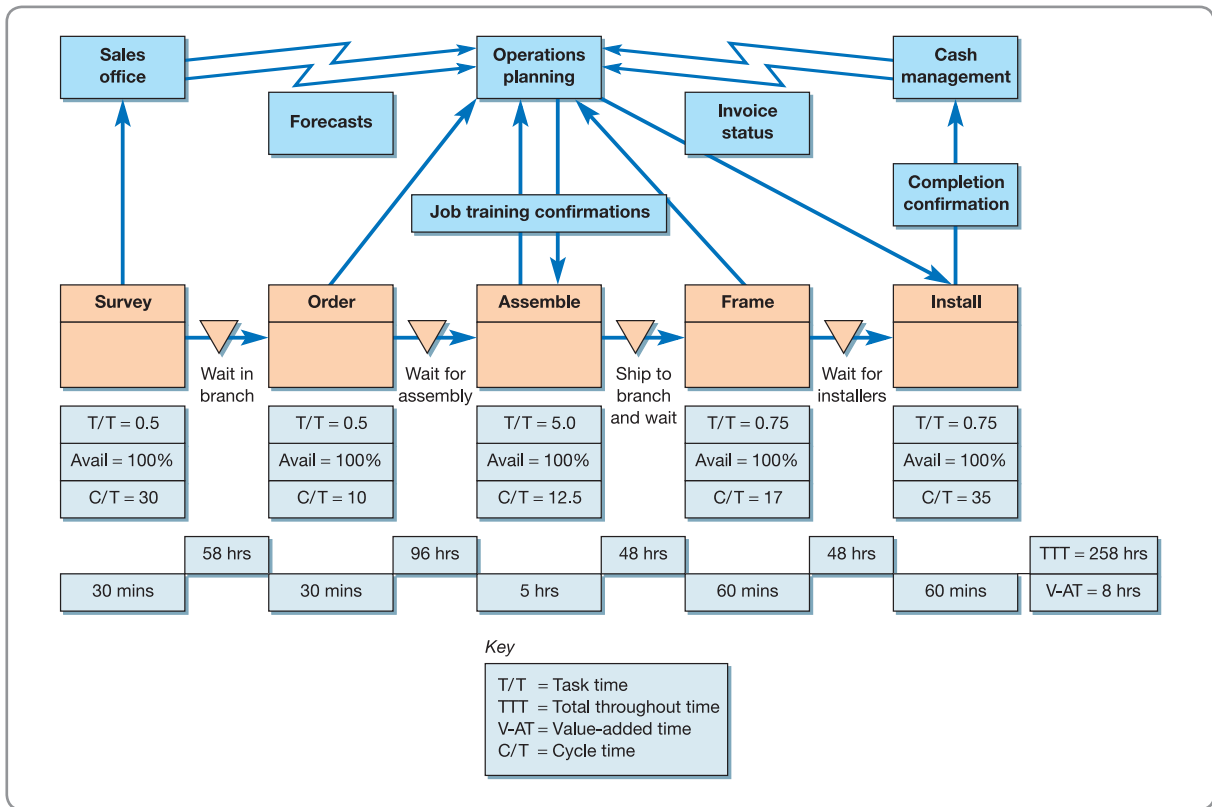 Sales
office
Operations
planning
Cash
management
Forecasts
Invoice
status
Job training confirmations
Completion
confirmation
Survey
Order
Assemble
Frame
Install
Wait in
branch
Wait for
assembly
Ship to
branch
and wait
Wait for
installers
T/T = 0.5
Avail = 100%
C/T = 30
T/T = 0.5
Avail = 100%
C/T = 10
T/T = 5.0
Avail = 100%
C/T = 12.5
T/T = 0.75
Avail = 100%
C/T = 17
T/T = 0.75
Avail = 100%
C/T = 35
58 hrs
96 hrs
48 hrs
48 hrs
TTT = 258 hrs
30 mins
30 mins
5 hrs
60 mins
60 mins
V-AT = 8 hrs
Key
T/T = Task time
TTT = Total throughout time
V-AT = Value-added time
C/T = Cycle time